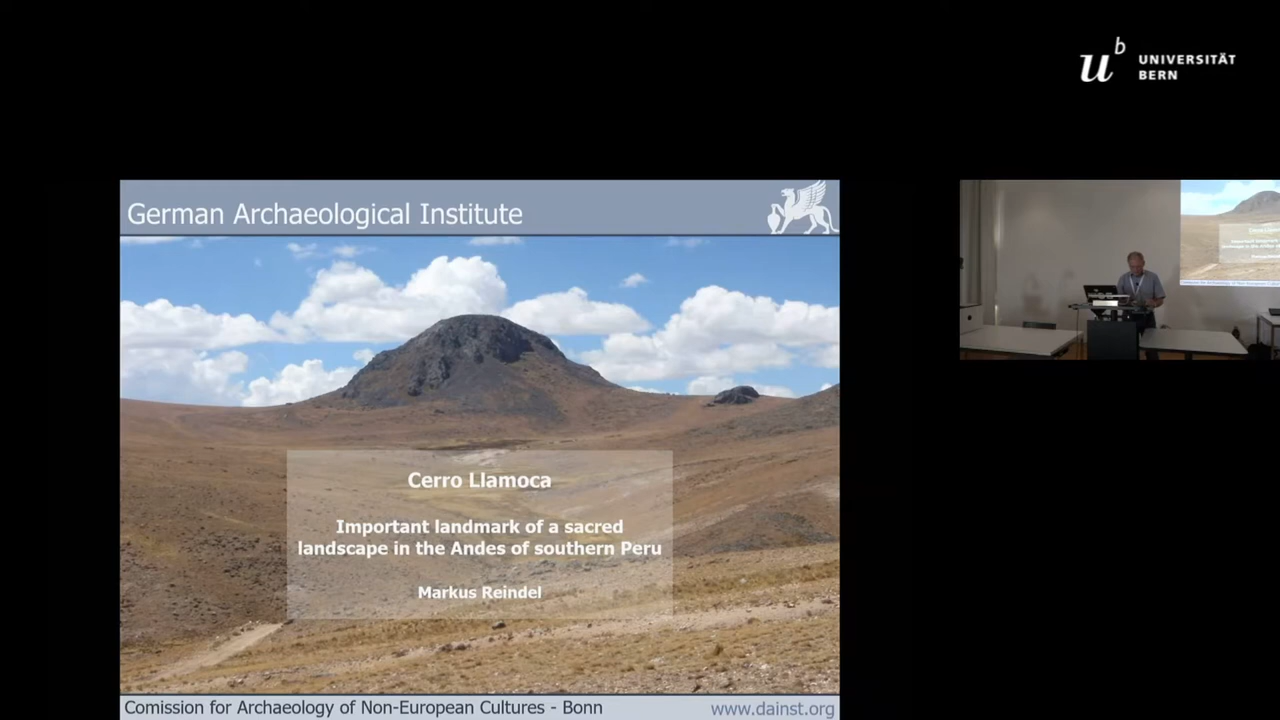 u b
UNIVERSITÄT
BERN
German Archaeological Institute
Cerro Llamoca
Important landmark of a sacred
landscape in the Andes of southern Peru
Markus Reindel
Comission for Archaeology of Non-European Cultures - Bonn
www.dainst.org